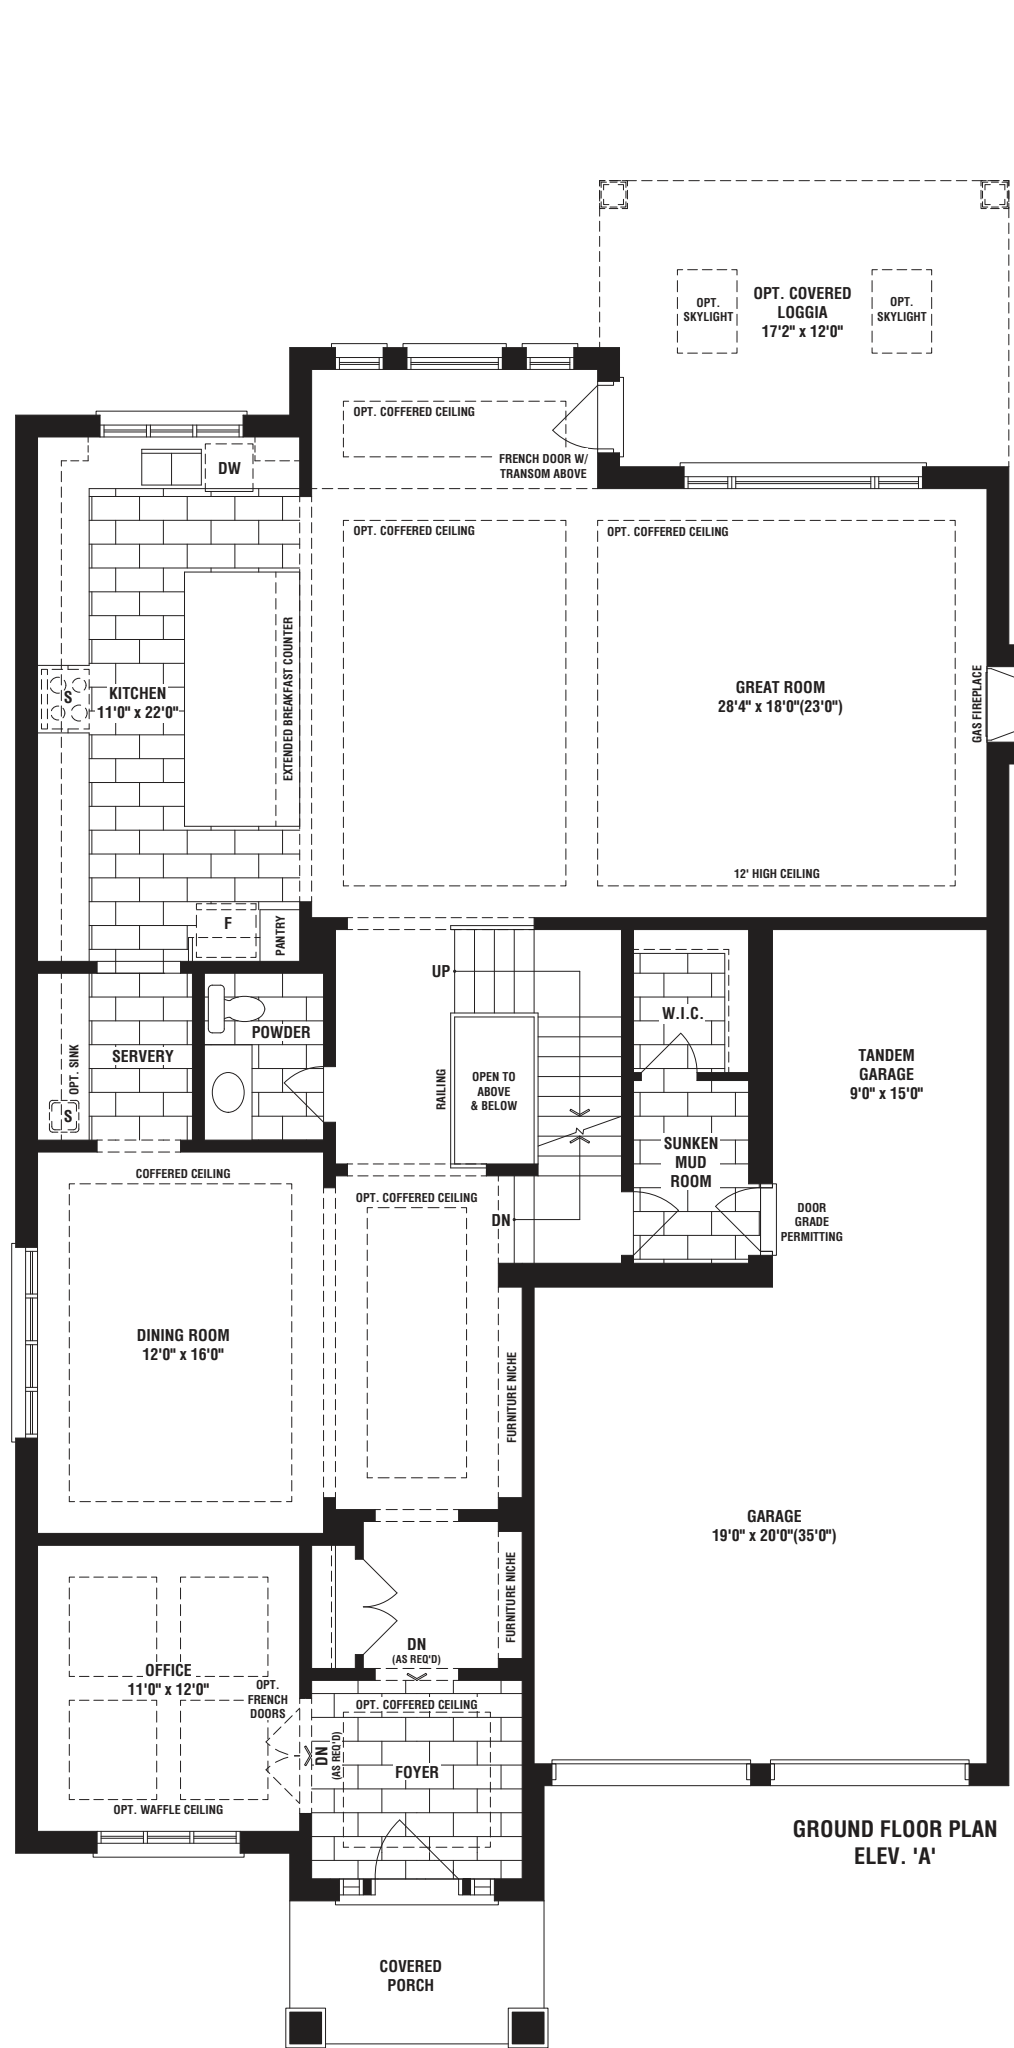 OPT. COVERED
LOGGIA
17'2" x 12'0"
OPT.
SKYLIGHT
OPT.
SKYLIGHT
OPT. COFFERED CEILING
FRENCH DOOR W/
TRANSOM ABOVE
DW
OPT. COFFERED CEILING
OPT. COFFERED CEILING
EXTENDED BREAKFAST COUNTER
S
KITCHEN
11'0" x 22'0"
GREAT ROOM
28'4" x 18'0"(23'0")
GAS FIREPLACE
12' HIGH CEILING
F
PANTRY
UP
W.I.C.
POWDER
SERVERY
OPT. SINK
S
RAILING
OPEN TO
ABOVE
& BELOW
TANDEM
GARAGE
9'0" x 15'0"
SUNKEN
MUD
ROOM
COFFERED CEILING
OPT. COFFERED CEILING
DN
DOOR
GRADE
PERMITTING
DINING ROOM
12'0" x 16'0"
FURNITURE NICHE
GARAGE
19'0" x 20'0"(35'0")
FURNITURE NICHE
DN
(AS REQ'D)
OFFICE
11'0" x 12'0"
OPT.
FRENCH
DOORS
OPT. COFFERED CEILING
DN
(AS REQ'D)
FOYER
OPT. WAFFLE CEILING
GROUND FLOOR PLAN
ELEV. 'A'
COVERED
PORCH